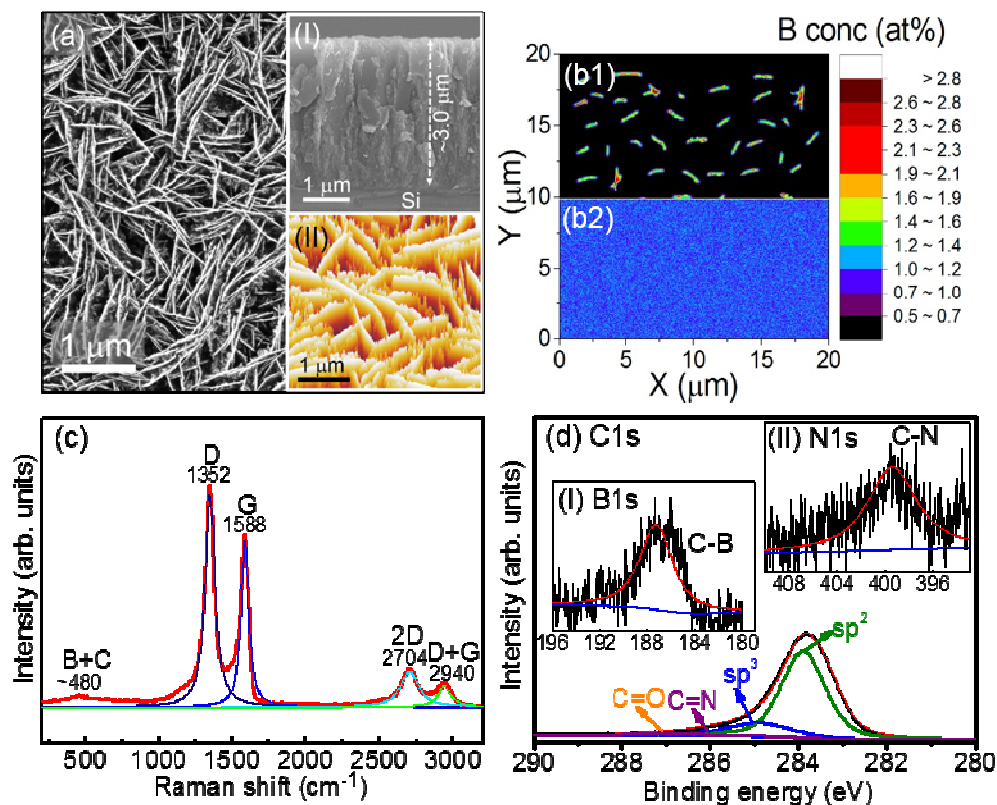 (a)
1 μm
(I)
~3.0 μm
1 μm
Si
(II)
1 μm
B conc (at%)
(b1)
(b2)
Y (μm)
20
15
10
5
0
0 5 10 15 20
X (μm)
> 2.8
2.6 ~ 2.8
2.3 ~ 2.6
2.1 ~ 2.3
1.9 ~ 2.1
1.6 ~ 1.9
1.4 ~ 1.6
1.2 ~ 1.4
1.0 ~ 1.2
0.7 ~ 1.0
0.5 ~ 0.7
(c)
Intensity (arb. units)
D
1352
G
1588
B+C
~480
2D
2704
D+G
2940
500 1000 1500 2000 2500 3000
Raman shift (cm-1)
(d) C1s
Intensity (arb. units)
(I) B1s
C-B
196 192 189 187 184 180
(II) N1s
C-N
408 404 400 396
sp2
sp3
C=O
C=N
290 288 286 284 282 280
Binding energy (eV)